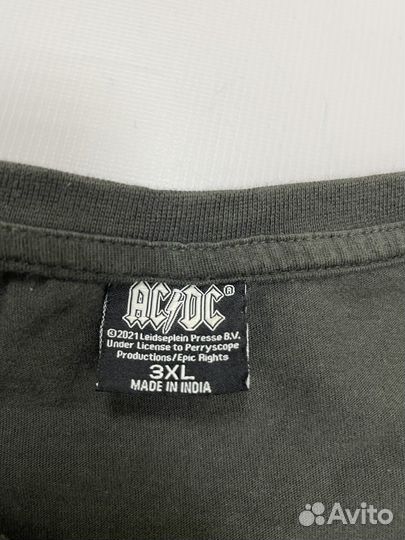 AC/DC®
©2021 Leidseplein Presse B.V.
Under License to Perryscope
Productions/Epic Rights
3XL
MADE IN INDIA
Avito